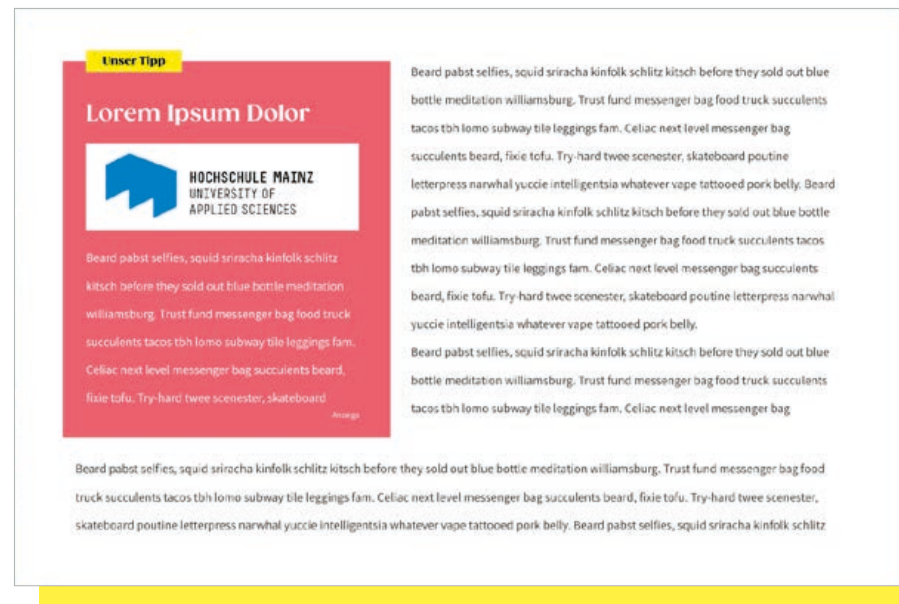 Unser Tipp
Lorem Ipsum Dolor
HOCHSCHULE MAINZ
UNIVERSITY OF
APPLIED SCIENCES
Beard pabst selfies, squid sriracha kinfolk schlitz
kitsch before they sold out blue bottle meditation
williamsburg. Trust fund messenger bag food truck
succulents tacos tbh lomo subway tile leggings fam.
Celiac next level messenger bag succulents beard,
fixie tofu. Try-hard twee scenester, skateboard
Anzeige
Beard pabst selfies, squid sriracha kinfolk schlitz kitsch before they sold out blue
bottle meditation williamsburg. Trust fund messenger bag food truck succulents
tacos tbh lomo subway tile leggings fam. Celiac next level messenger bag
succulents beard, fixie tofu. Try-hard twee scenester, skateboard poutine
letterpress narwhal yuccie intelligentsia whatever vape tattooed pork belly. Beard
pabst selfies, squid sriracha kinfolk schlitz kitsch before they sold out blue bottle
meditation williamsburg. Trust fund messenger bag food truck succulents tacos
tbh lomo subway tile leggings fam. Celiac next level messenger bag succulents
beard, fixie tofu. Try-hard twee scenester, skateboard poutine letterpress narwhal
yuccie intelligentsia whatever vape tattooed pork belly.
Beard pabst selfies, squid sriracha kinfolk schlitz kitsch before they sold out blue
bottle meditation williamsburg. Trust fund messenger bag food truck succulents
tacos tbh lomo subway tile leggings fam. Celiac next level messenger bag
Beard pabst selfies, squid sriracha kinfolk schlitz kitsch before they sold out blue bottle meditation williamsburg. Trust fund messenger bag food
truck succulents tacos tbh lomo subway tile leggings fam. Celiac next level messenger bag succulents beard, fixie tofu. Try-hard twee scenester,
skateboard poutine letterpress narwhal yuccie intelligentsia whatever vape tattooed pork belly. Beard pabst selfies, squid sriracha kinfolk schlitz